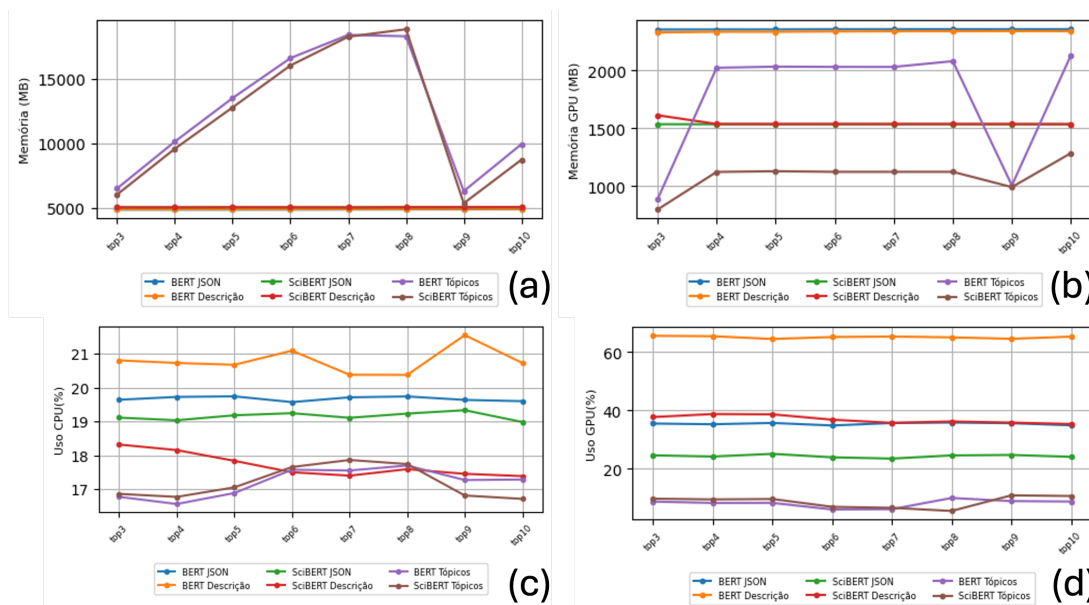 15000
10000
5000
Memória (MB)
top3 top4 top5 top6 top7 top8 top9 top10
BERT JSON SciBERT JSON BERT Tópicos
BERT Descrição SciBERT Descrição SciBERT Tópicos
(a)
2000
1500
1000
Memória GPU (MB)
top3 top4 top5 top6 top7 top8 top9 top10
BERT JSON SciBERT JSON BERT Tópicos
BERT Descrição SciBERT Descrição SciBERT Tópicos
(b)
21
20
19
18
17
Uso CPU(%)
top3 top4 top5 top6 top7 top8 top9 top10
BERT JSON SciBERT JSON BERT Tópicos
BERT Descrição SciBERT Descrição SciBERT Tópicos
(c)
60
40
20
Uso GPU(%)
top3 top4 top5 top6 top7 top8 top9 top10
BERT JSON SciBERT JSON BERT Tópicos
BERT Descrição SciBERT Descrição SciBERT Tópicos
(d)